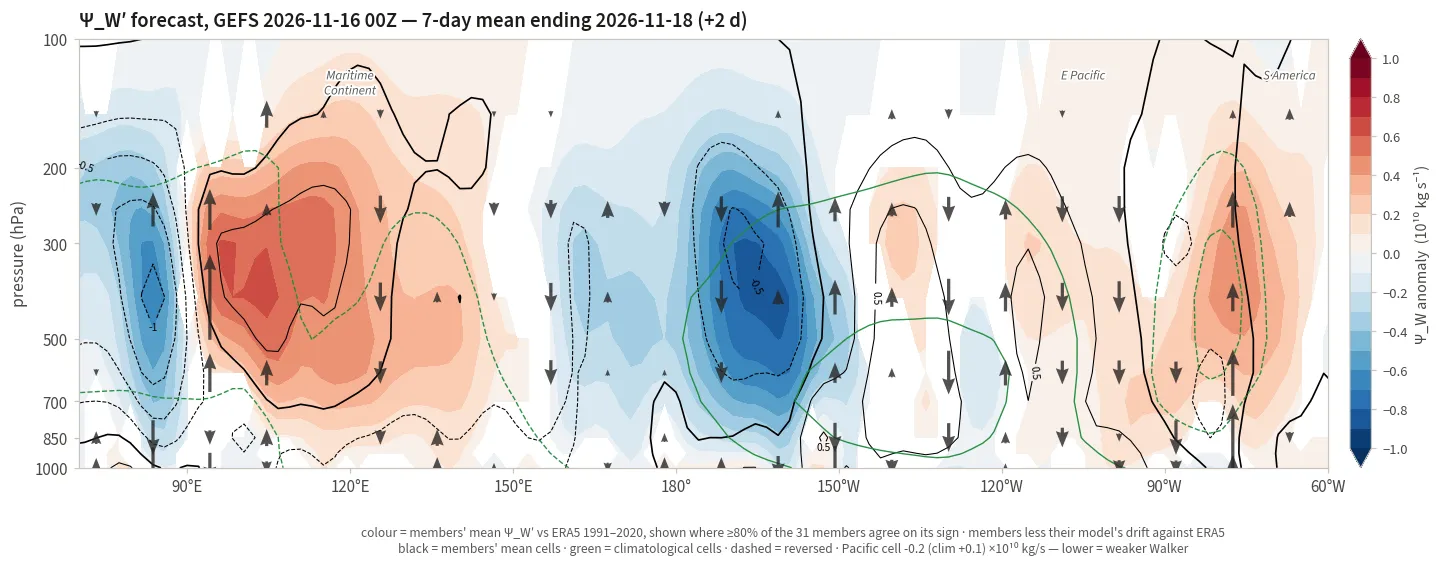 Ψ_W′ forecast, GEFS 2026-11-16 00Z — 7-day mean ending 2026-11-18 (+2 d)
100
200
300
400
500
700
850
1000
pressure (hPa)
Maritime
Continent
E Pacific
S America
-0.5
-1
-0.5
0.5
0.5
0.5
90°E
120°E
150°E
180°
150°W
120°W
90°W
60°W
1.0
0.8
0.6
0.4
0.2
0.0
−0.2
−0.4
−0.6
−0.8
−1.0
Ψ_W anomaly (10¹⁰ kg s⁻¹)
colour = members' mean Ψ_W′ vs ERA5 1991–2020, shown where ≥80% of the 31 members agree on its sign · members less their model's drift against ERA5
black = members' mean cells · green = climatological cells · dashed = reversed · Pacific cell -0.2 (clim +0.1) ×10¹⁰ kg/s — lower = weaker Walker